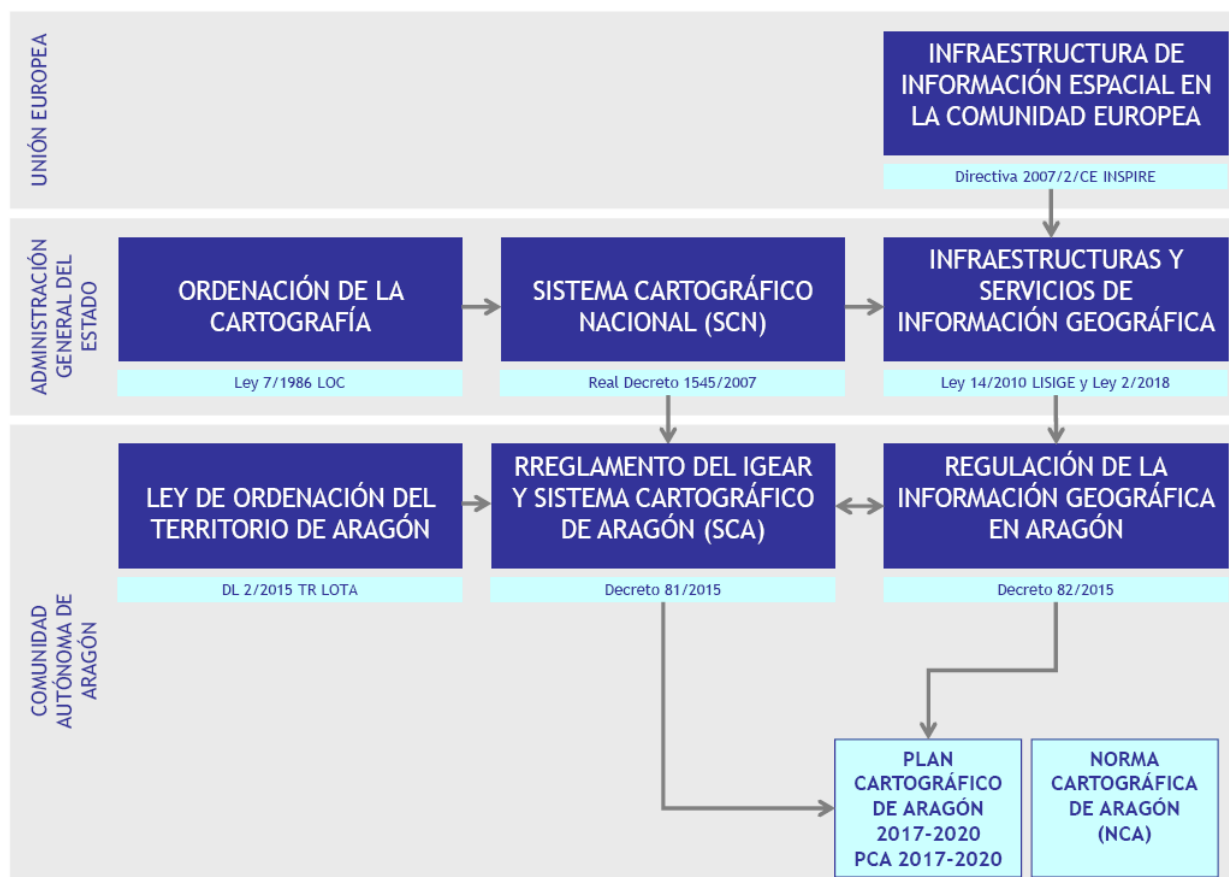 UNIÓN EUROPEA
INFRAESTRUCTURA DE
INFORMACIÓN ESPACIAL EN
LA COMUNIDAD EUROPEA
Directiva 2007/2/CE INSPIRE
ADMINISTRACIÓN
GENERAL DEL
ESTADO
ORDENACIÓN DE LA
CARTOGRAFÍA
Ley 7/1986 LOC
SISTEMA CARTOGRÁFICO
NACIONAL (SCN)
Real Decreto 1545/2007
INFRAESTRUCTURAS Y
SERVICIOS DE
INFORMACIÓN GEOGRÁFICA
Ley 14/2010 LISIGE y Ley 2/2018
COMUNIDAD
AUTÓNOMA DE
ARAGÓN
LEY DE ORDENACIÓN DEL
TERRITORIO DE ARAGÓN
DL 2/2015 TR LOTA
RREGLAMENTO DEL IGEAR
Y SISTEMA CARTOGRÁFICO
DE ARAGÓN (SCA)
Decreto 81/2015
REGULACIÓN DE LA
INFORMACIÓN GEOGRÁFICA
EN ARAGÓN
Decreto 82/2015
PLAN
CARTOGRÁFICO
DE ARAGÓN
2017-2020
PCA 2017-2020
NORMA
CARTOGRÁFICA
DE ARAGÓN
(NCA)